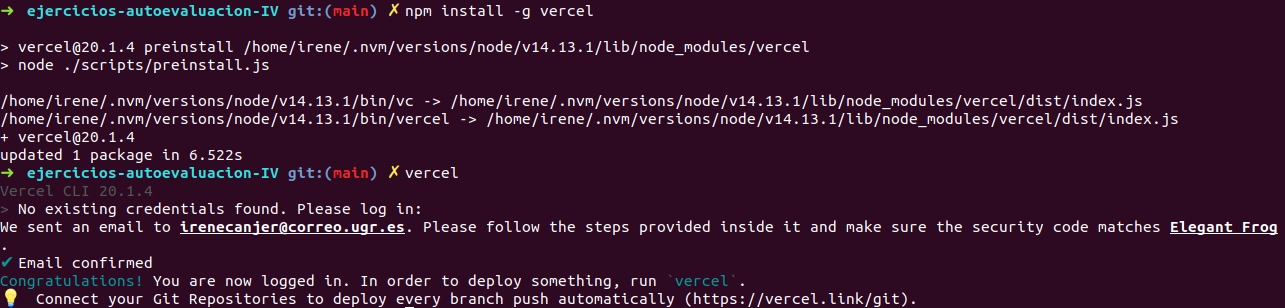 ➜ ejercicios-autoevaluacion-IV git:(main) ✗ npm install -g vercel
> vercel@20.1.4 preinstall /home/irene/.nvm/versions/node/v14.13.1/lib/node_modules/vercel
> node ./scripts/preinstall.js
/home/irene/.nvm/versions/node/v14.13.1/bin/vc -> /home/irene/.nvm/versions/node/v14.13.1/lib/node_modules/vercel/dist/index.js
/home/irene/.nvm/versions/node/v14.13.1/bin/vercel -> /home/irene/.nvm/versions/node/v14.13.1/lib/node_modules/vercel/dist/index.js
+ vercel@20.1.4
updated 1 package in 6.522s
➜ ejercicios-autoevaluacion-IV git:(main) ✗ vercel
Vercel CLI 20.1.4
> No existing credentials found. Please log in:
We sent an email to irenecanjer@correo.ugr.es. Please follow the steps provided inside it and make sure the security code matches Elegant Frog
.
✔ Email confirmed
Congratulations! You are now logged in. In order to deploy something, run `vercel`.
💡 Connect your Git Repositories to deploy every branch push automatically (https://vercel.link/git).